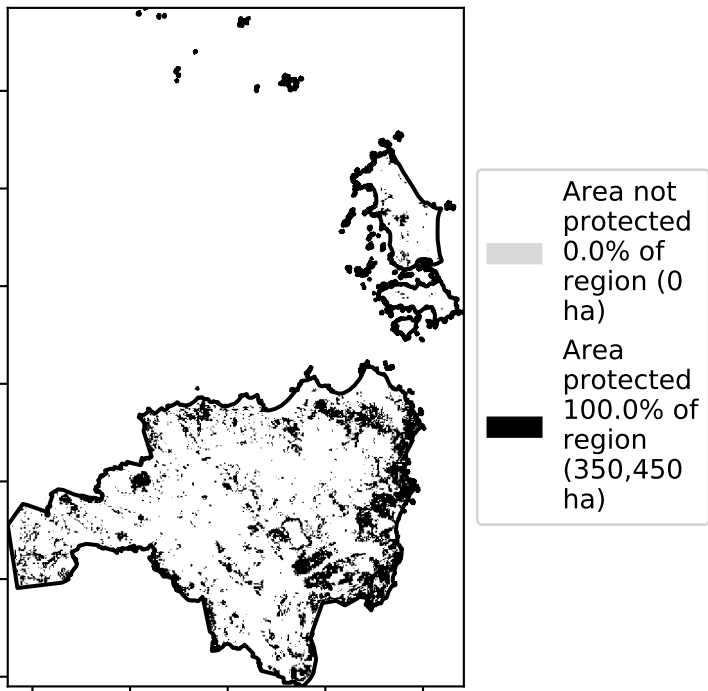 Area not
protected
0.0% of
region (0
ha)
Area
protected
100.0% of
region
(350,450
ha)